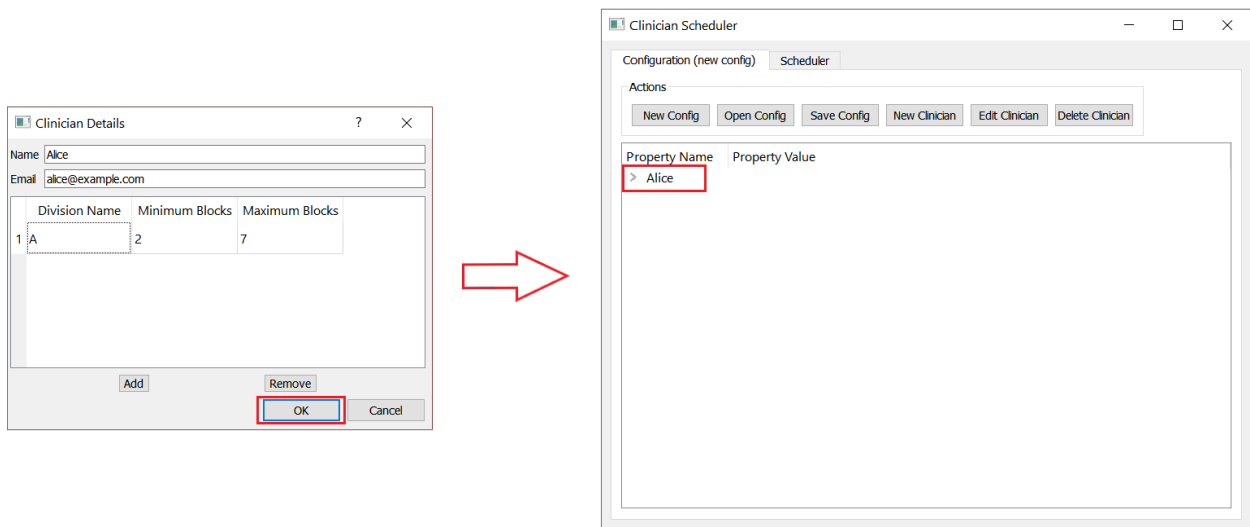 Clinician Details ?
Name Alice
Email alice@example.com
Division Name Minimum Blocks Maximum Blocks
1 A 2 7
Add Remove
OK Cancel
Clinician Scheduler
Configuration (new config) Scheduler
Actions
New Config Open Config Save Config New Clinician Edit Clinician Delete Clinician
Property Name Property Value
Alice